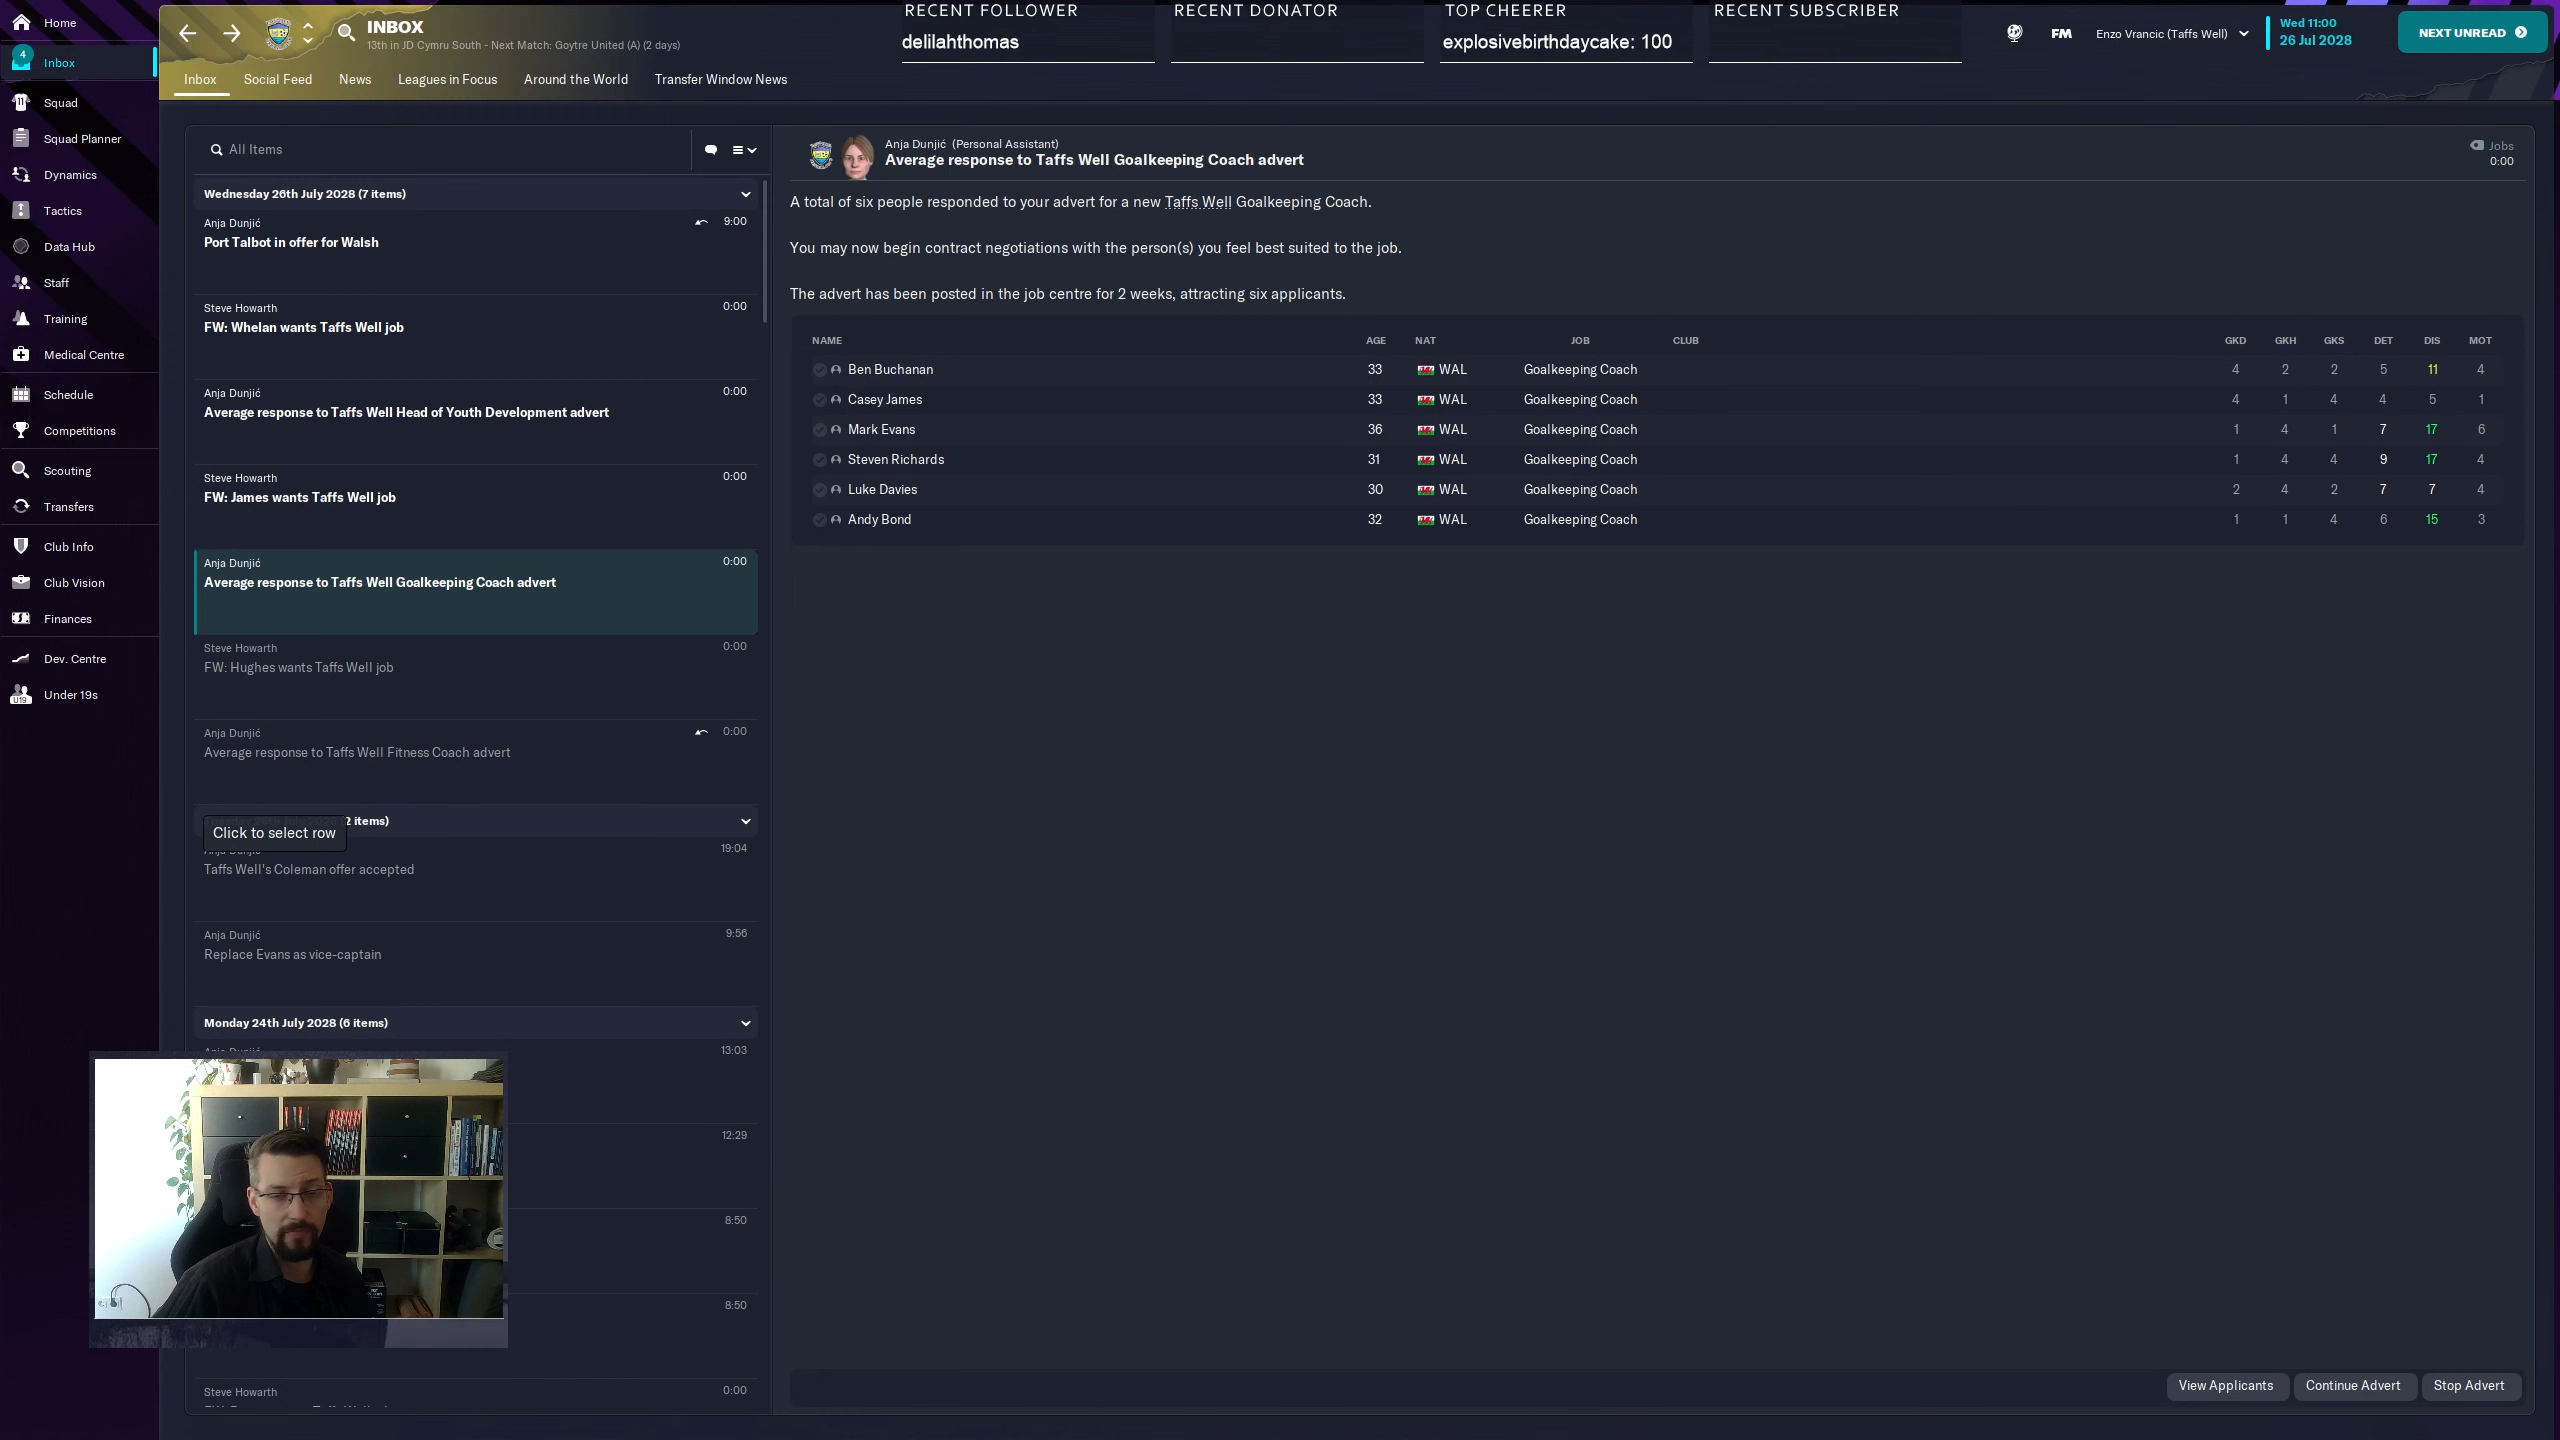 Home
4
Inbox
Squad
Squad Planner
Dynamics
Tactics
Data Hub
Staff
Training
Medical Centre
Schedule
Competitions
Scouting
Transfers
Club Info
Club Vision
Finances
Dev. Centre
U19
Under 19s
INBOX
13th in JD Cymru South - Next Match: Goytre United (A) (2 days)
RECENT FOLLOWER
delilahthomas
RECENT DONATOR
TOP CHEERER
explosivebirthdaycake: 100
RECENT SUBSCRIBER
FM
Enzo Vrancic (Taffs Well)
Wed 11:00
26 Jul 2028
NEXT UNREAD
Inbox Social Feed News Leagues in Focus Around the World Transfer Window News
All Items
Wednesday 26th July 2028 (7 items)
Anja Dunjić 9:00
Port Talbot in offer for Walsh
Steve Howarth 0:00
FW: Whelan wants Taffs Well job
Anja Dunjić 0:00
Average response to Taffs Well Head of Youth Development advert
Steve Howarth 0:00
FW: James wants Taffs Well job
Anja Dunjić 0:00
Average response to Taffs Well Goalkeeping Coach advert
Steve Howarth 0:00
FW: Hughes wants Taffs Well job
Anja Dunjić 0:00
Average response to Taffs Well Fitness Coach advert
2 items)
Click to select row
19:04
Taffs Well's Coleman offer accepted
Anja Dunjić 9:56
Replace Evans as vice-captain
Monday 24th July 2028 (6 items)
13:03
12:29
8:50
8:50
Steve Howarth 0:00
Anja Dunjić (Personal Assistant)
Average response to Taffs Well Goalkeeping Coach advert
Jobs
0:00
A total of six people responded to your advert for a new Taffs Well Goalkeeping Coach.
You may now begin contract negotiations with the person(s) you feel best suited to the job.
The advert has been posted in the job centre for 2 weeks, attracting six applicants.
NAME AGE NAT JOB CLUB GKD GKH GKS DET DIS MOT
Ben Buchanan 33 WAL Goalkeeping Coach 4 2 2 5 11 4
Casey James 33 WAL Goalkeeping Coach 4 1 4 4 5 1
Mark Evans 36 WAL Goalkeeping Coach 1 4 1 7 17 6
Steven Richards 31 WAL Goalkeeping Coach 1 4 4 9 17 4
Luke Davies 30 WAL Goalkeeping Coach 2 4 2 7 7 4
Andy Bond 32 WAL Goalkeeping Coach 1 1 4 6 15 3
View Applicants Continue Advert Stop Advert